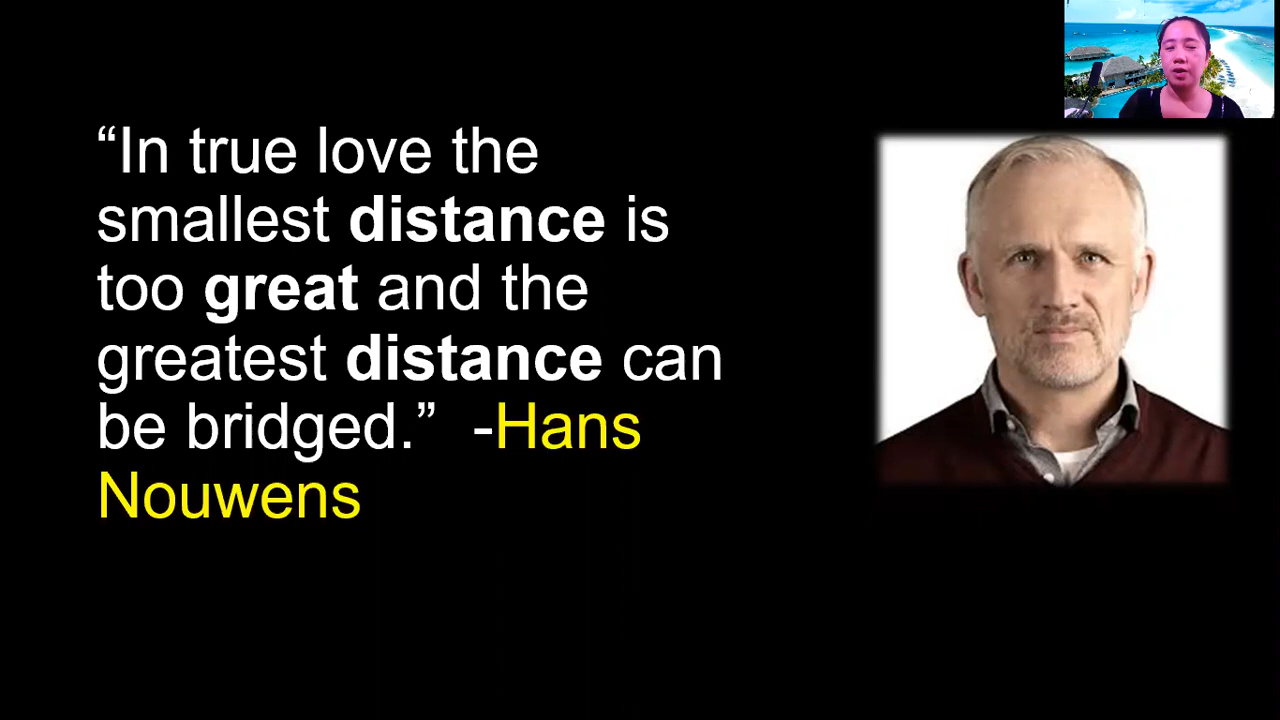 “In true love the
smallest distance is
too great and the
greatest distance can
be bridged.”  -Hans
Nouwens